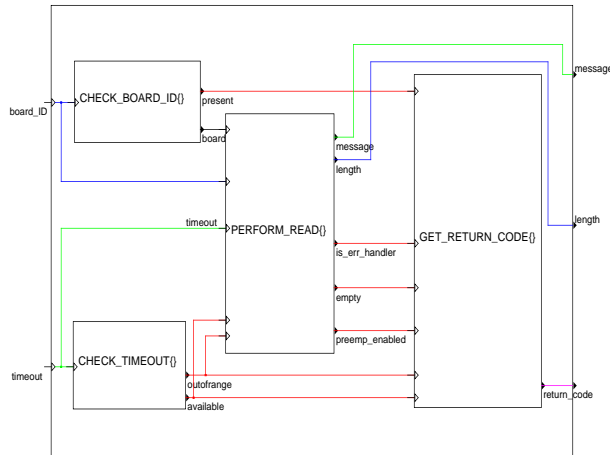 message
CHECK_BOARD_ID{}
present
board_ID
board
message
length
timeout
length
PERFORM_READ{}
GET_RETURN_CODE{}
is_err_handler
empty
preemp_enabled
CHECK_TIMEOUT{}
timeout
outofrange
return_code
available